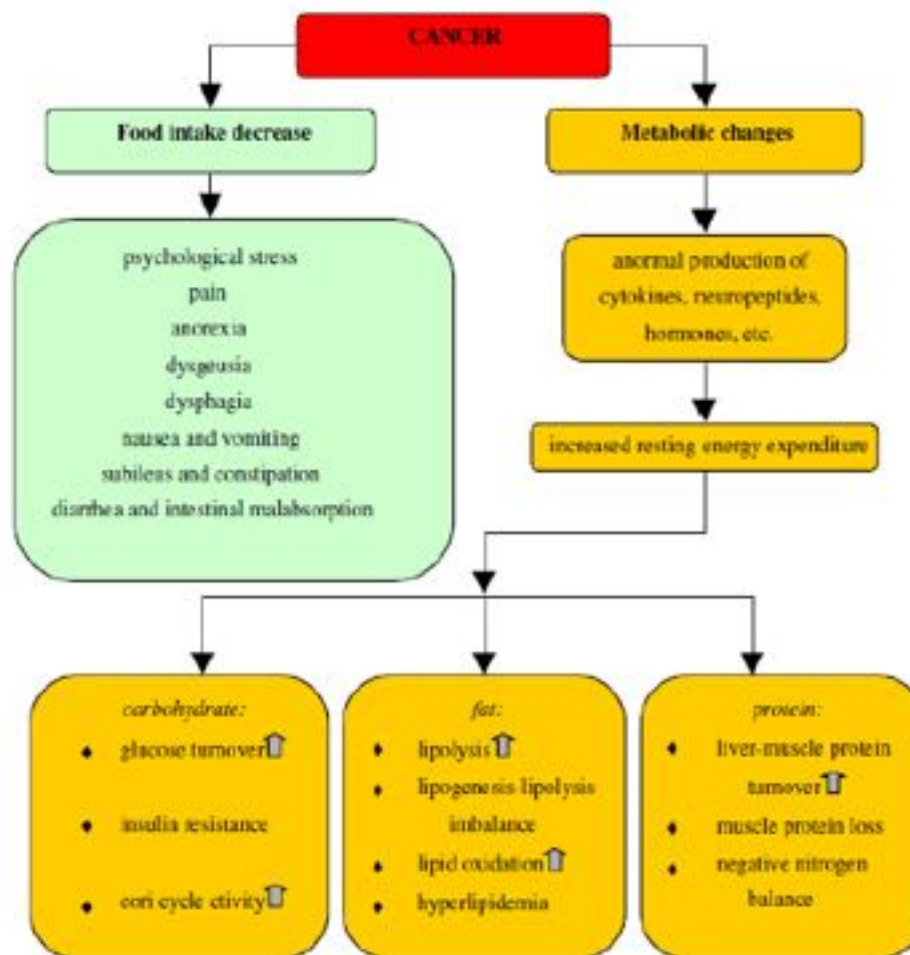 CANCER
Food intake decrease
Metabolic changes
psychological stress
pain
anorexia
dysgeusia
dysphagia
nausea and vomiting
subileus and constipation
diarrhea and intestinal malabsorption
anormal production of
cytokines, neuropeptides,
hormones, etc.
increased resting energy expenditure
carbohydrate:
glucose turnover
insulin resistance
cori cycle ctivity
fat:
lipolysis
lipogenesis-lipolysis
imbalance
lipid oxidation
hyperlipidemia
protein:
liver-muscle protein
turnover
muscle protein loss
negative nitrogen
balance